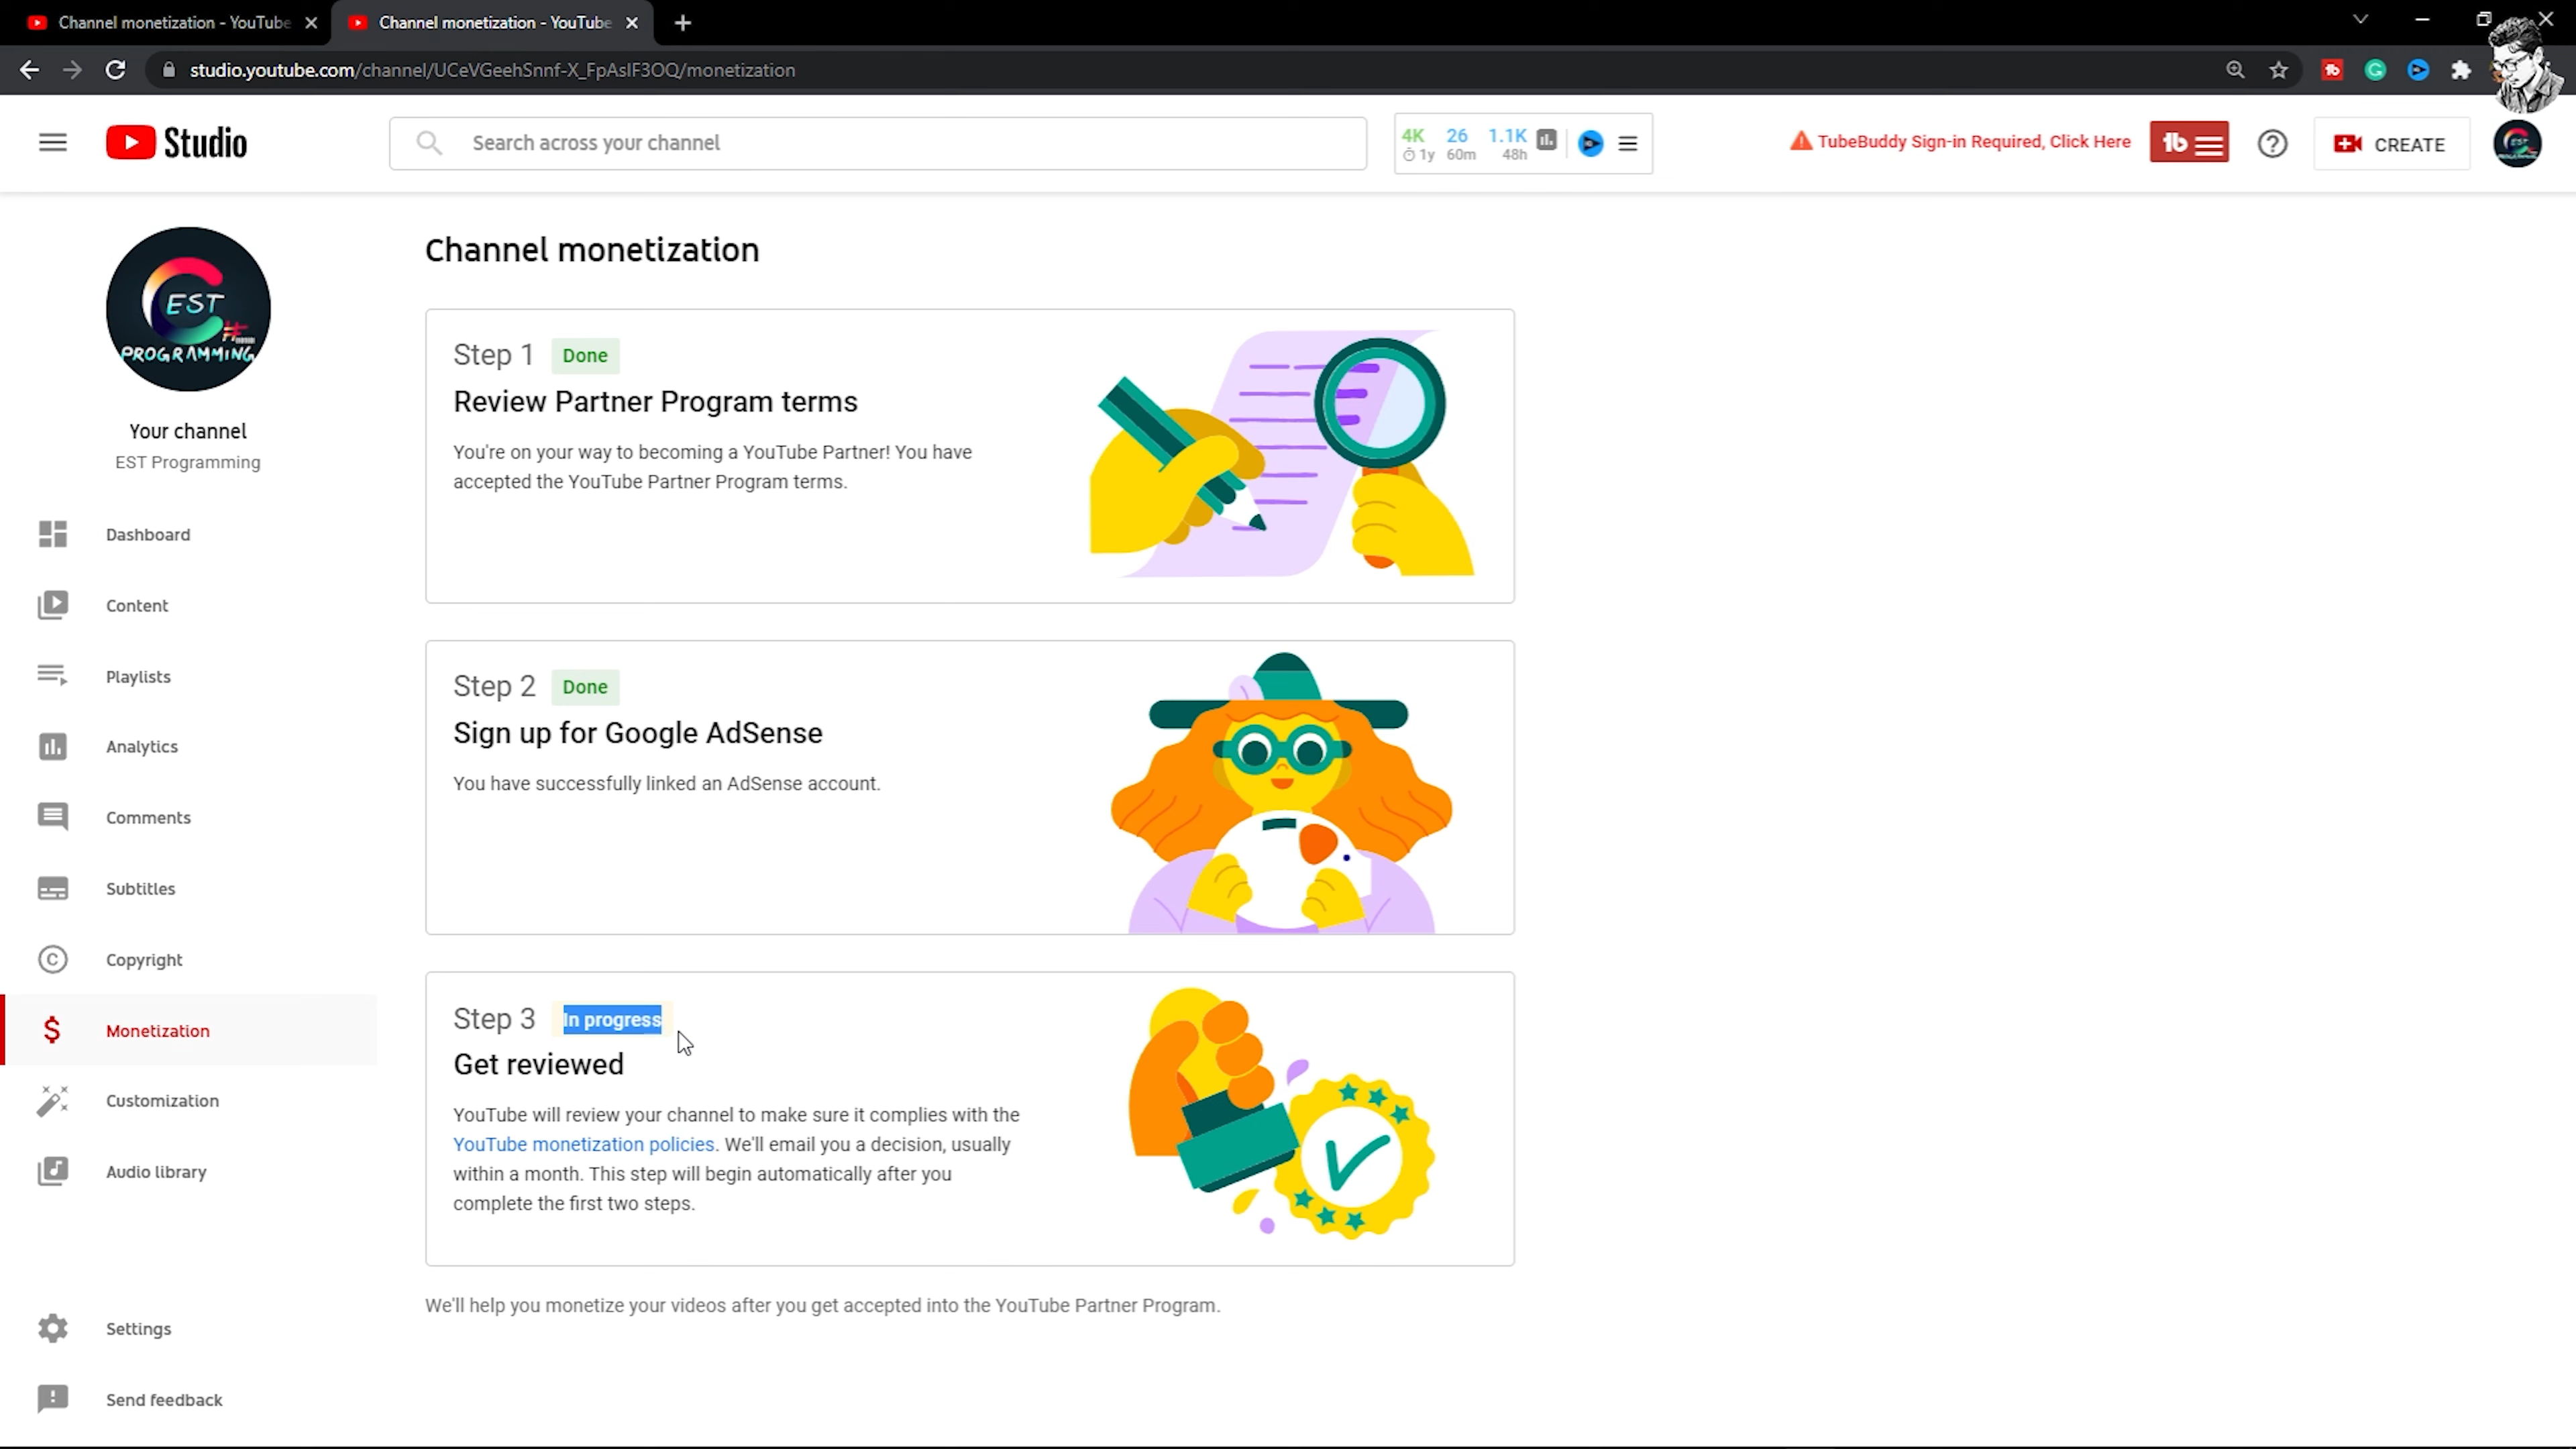 Channel monetization - YouTube
Channel monetization - YouTube
studio.youtube.com/channel/UCeVGeehSnnf-X_FpAslF3OQ/monetization
Studio
Search across your channel
4K 26 1.1K
1y 60m 48h
TubeBuddy Sign-in Required, Click Here
tb
CREATE
EST
PROGRAMMING
Your channel
EST Programming
Dashboard
Content
Playlists
Analytics
Comments
Subtitles
Copyright
Monetization
Customization
Audio library
Settings
Send feedback
Channel monetization
Step 1 Done
Review Partner Program terms
You're on your way to becoming a YouTube Partner! You have
accepted the YouTube Partner Program terms.
Step 2 Done
Sign up for Google AdSense
You have successfully linked an AdSense account.
Step 3 In progress
Get reviewed
YouTube will review your channel to make sure it complies with the
YouTube monetization policies. We'll email you a decision, usually
within a month. This step will begin automatically after you
complete the first two steps.
We'll help you monetize your videos after you get accepted into the YouTube Partner Program.